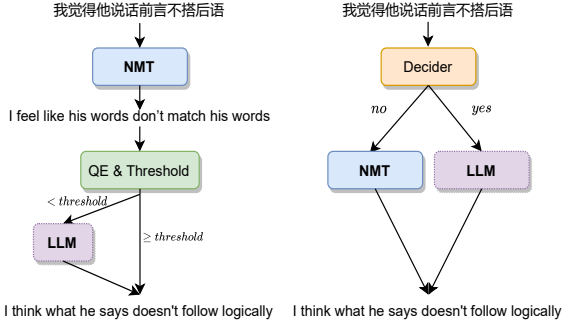 我觉得他说话前言不搭后语
NMT
I feel like his words don't match his words
QE & Threshold
< threshold
≥ threshold
LLM
I think what he says doesn't follow logically
我觉得他说话前言不搭后语
Decider
no
yes
NMT
LLM
I think what he says doesn't follow logically